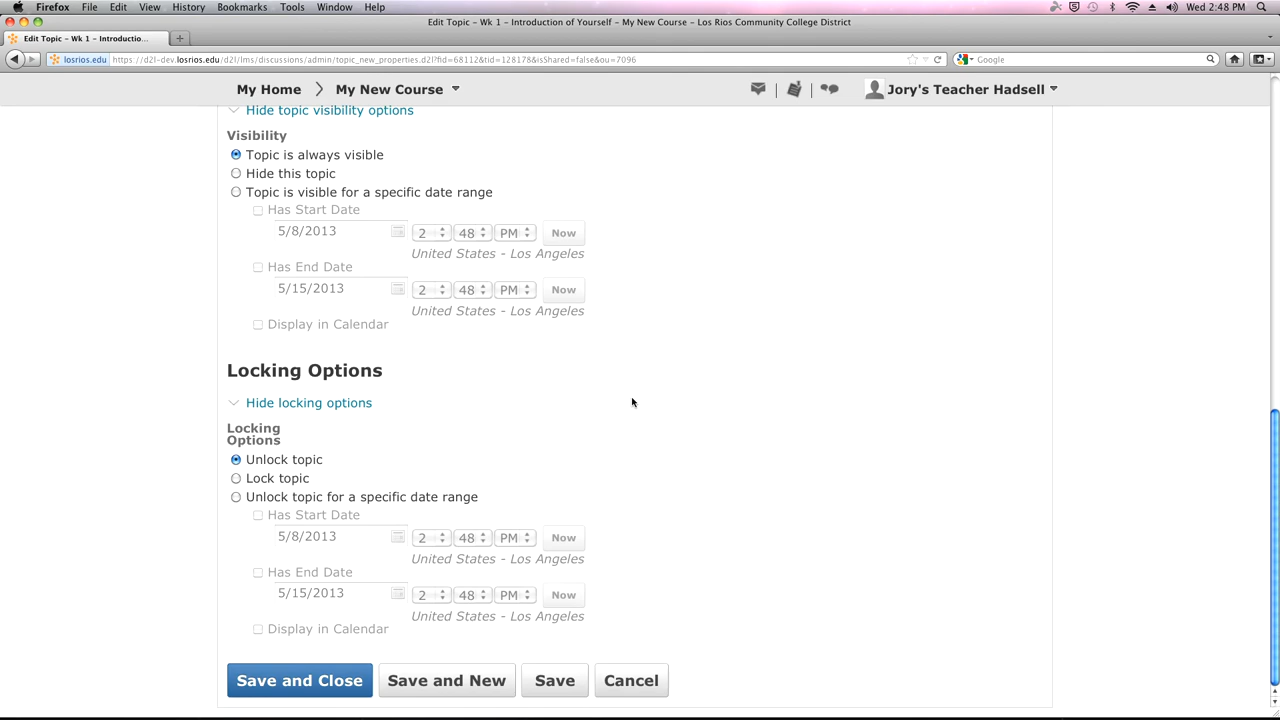 Firefox File Edit View History Bookmarks Tools Window Help Wed 2:48 PM
Edit Topic – Wk 1 – Introduction of Yourself – My New Course – Los Rios Community College District
Edit Topic – Wk 1 – Introductio... +
losrios.edu https://d2l-dev.losrios.edu/d2l/lms/discussions/admin/topic_new_properties.d2l?fid=68112&tid=128178&isShared=false&ou=7096 Google
My Home My New Course Jory's Teacher Hadsell
Hide topic visibility options
Visibility
Topic is always visible
Hide this topic
Topic is visible for a specific date range
Has Start Date
5/8/2013 2 48 PM Now
United States - Los Angeles
Has End Date
5/15/2013 2 48 PM Now
United States - Los Angeles
Display in Calendar
Locking Options
Hide locking options
Locking
Options
Unlock topic
Lock topic
Unlock topic for a specific date range
Has Start Date
5/8/2013 2 48 PM Now
United States - Los Angeles
Has End Date
5/15/2013 2 48 PM Now
United States - Los Angeles
Display in Calendar
Save and Close Save and New Save Cancel